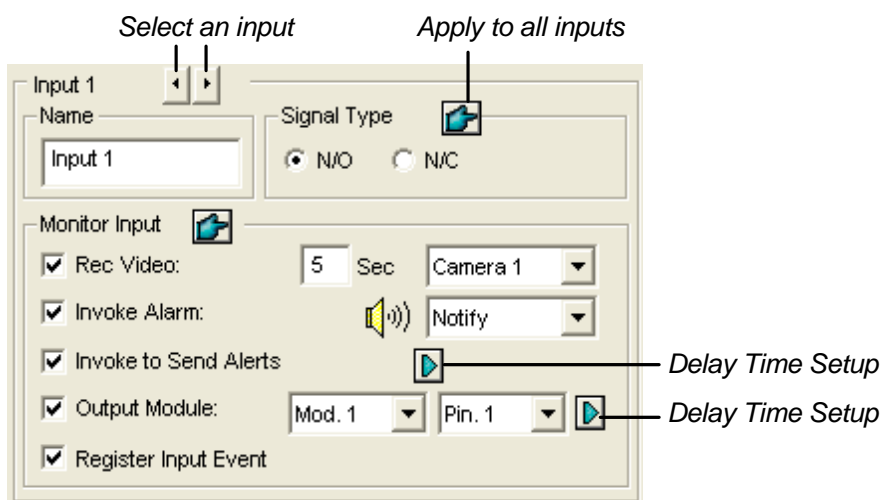 Select an input Apply to all inputs
Input 1
Name Signal Type
Input 1 N/O N/C
Monitor Input
Rec Video: 5 Sec Camera 1
Invoke Alarm: Notify
Invoke to Send Alerts Delay Time Setup
Output Module: Mod. 1 Pin. 1 Delay Time Setup
Register Input Event